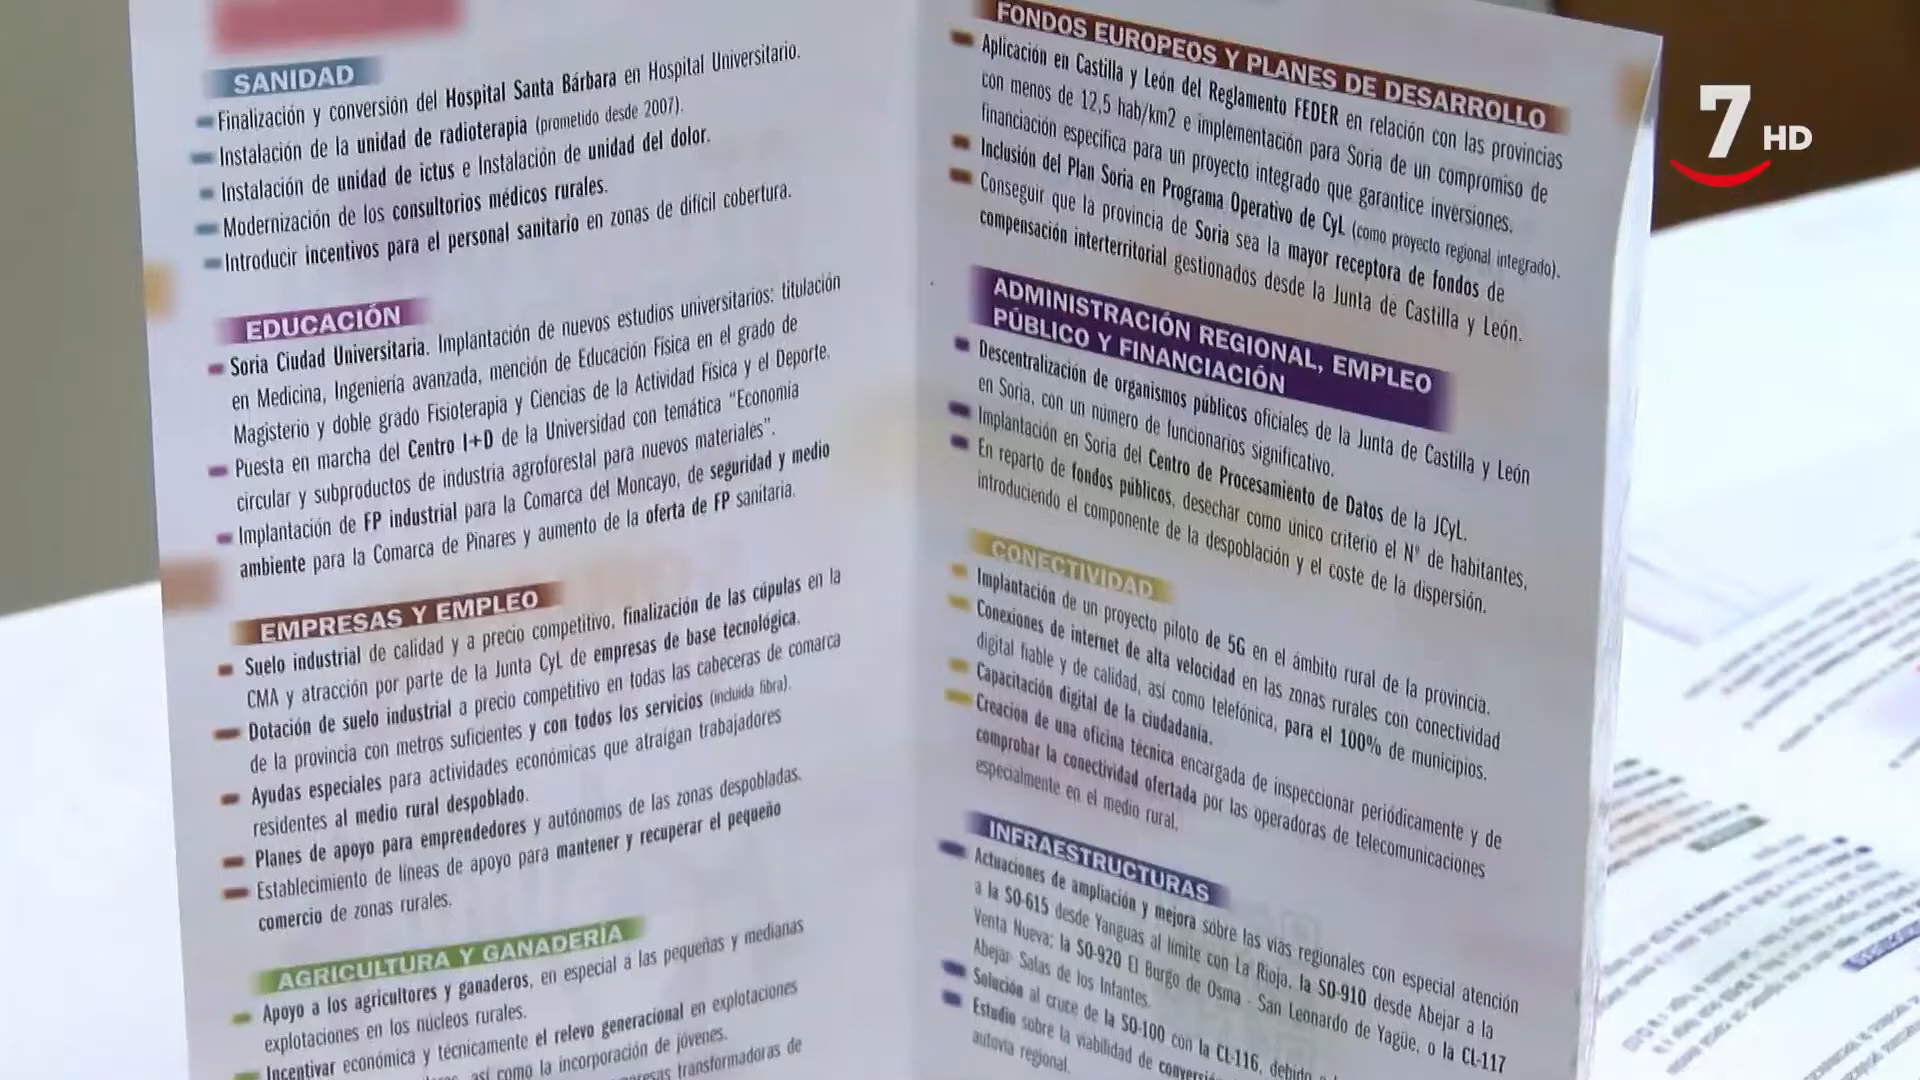 SANIDAD
Finalización y conversión del Hospital Santa Bárbara en Hospital Universitario.
Instalación de la unidad de radioterapia (prometido desde 2007).
Instalación de unidad de ictus e Instalación de unidad del dolor.
Modernización de los consultorios médicos rurales.
Introducir incentivos para el personal sanitario en zonas de difícil cobertura.
EDUCACIÓN
Soria Ciudad Universitaria. Implantación de nuevos estudios universitarios: titulación
en Medicina, Ingeniería avanzada, mención de Educación Física en el grado de
Magisterio y doble grado Fisioterapia y Ciencias de la Actividad Física y el Deporte.
Puesta en marcha del Centro I+D de la Universidad con temática "Economía
circular y subproductos de industria agroforestal para nuevos materiales".
Implantación de FP industrial para la Comarca del Moncayo, de seguridad y medio
ambiente para la Comarca de Pinares y aumento de la oferta de FP sanitaria.
EMPRESAS Y EMPLEO
Suelo industrial de calidad y a precio competitivo, finalización de las cúpulas en la
CMA y atracción por parte de la Junta CyL de empresas de base tecnológica.
Dotación de suelo industrial a precio competitivo en todas las cabeceras de comarca
de la provincia con metros suficientes y con todos los servicios (incluida fibra).
Ayudas especiales para actividades económicas que atraigan trabajadores
residentes al medio rural despoblado.
Planes de apoyo para emprendedores y autónomos de las zonas despobladas.
Establecimiento de líneas de apoyo para mantener y recuperar el pequeño
comercio de zonas rurales.
AGRICULTURA Y GANADERÍA
Apoyo a los agricultores y ganaderos, en especial a las pequeñas y medianas
explotaciones en los núcleos rurales.
Incentivar económica y técnicamente el relevo generacional en explotaciones
así como la incorporación de jóvenes.
transformadoras de
FONDOS EUROPEOS Y PLANES DE DESARROLLO
Aplicación en Castilla y León del Reglamento FEDER en relación con las provincias
con menos de 12,5 hab/km2 e implementación para Soria de un compromiso de
financiación específica para un proyecto integrado que garantice inversiones.
Inclusión del Plan Soria en Programa Operativo de CyL (como proyecto regional integrado).
Conseguir que la provincia de Soria sea la mayor receptora de fondos de
compensación interterritorial gestionados desde la Junta de Castilla y León.
ADMINISTRACIÓN REGIONAL, EMPLEO
PÚBLICO Y FINANCIACIÓN
Descentralización de organismos públicos oficiales de la Junta de Castilla y León
en Soria, con un número de funcionarios significativo.
Implantación en Soria del Centro de Procesamiento de Datos de la JCyL.
En reparto de fondos públicos, desechar como único criterio el Nº de habitantes,
introduciendo el componente de la despoblación y el coste de la dispersión.
CONECTIVIDAD
Implantación de un proyecto piloto de 5G en el ámbito rural de la provincia.
Conexiones de internet de alta velocidad en las zonas rurales con conectividad
digital fiable y de calidad, así como telefónica, para el 100% de municipios.
Capacitación digital de la ciudadanía.
Creación de una oficina técnica encargada de inspeccionar periódicamente y de
comprobar la conectividad ofertada por las operadoras de telecomunicaciones
especialmente en el medio rural.
INFRAESTRUCTURAS
Actuaciones de ampliación y mejora sobre las vías regionales con especial atención
a la SO-615 desde Yanguas al límite con La Rioja, la SO-910 desde Abejar a la
Venta Nueva; la SO-920 El Burgo de Osma - San Leonardo de Yagüe, o la CL-117
Abejar- Salas de los Infantes.
Solución al cruce de la SO-100 con la CL-116, debido
Estudio sobre la viabilidad de
autovía regional.
7 HD